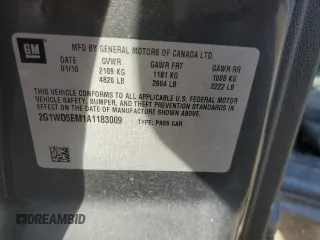 GM
MFD. BY GENERAL MOTORS OF CANADA LTD.
DATE GVWR GAWR FRT GAWR RR
01/10 2189 KG 1181 KG 1008 KG
4826 LB 2604 LB 2222 LB
THIS VEHICLE CONFORMS TO ALL APPLICABLE U.S. FEDERAL MOTOR
VEHICLE SAFETY, BUMPER, AND THEFT PREVENTION STANDARDS
IN EFFECT ON THE DATE OF MANUFACTURE SHOWN ABOVE.
2G1WD5EM1A1183009 TYPE: PASS CAR
DREAMBID